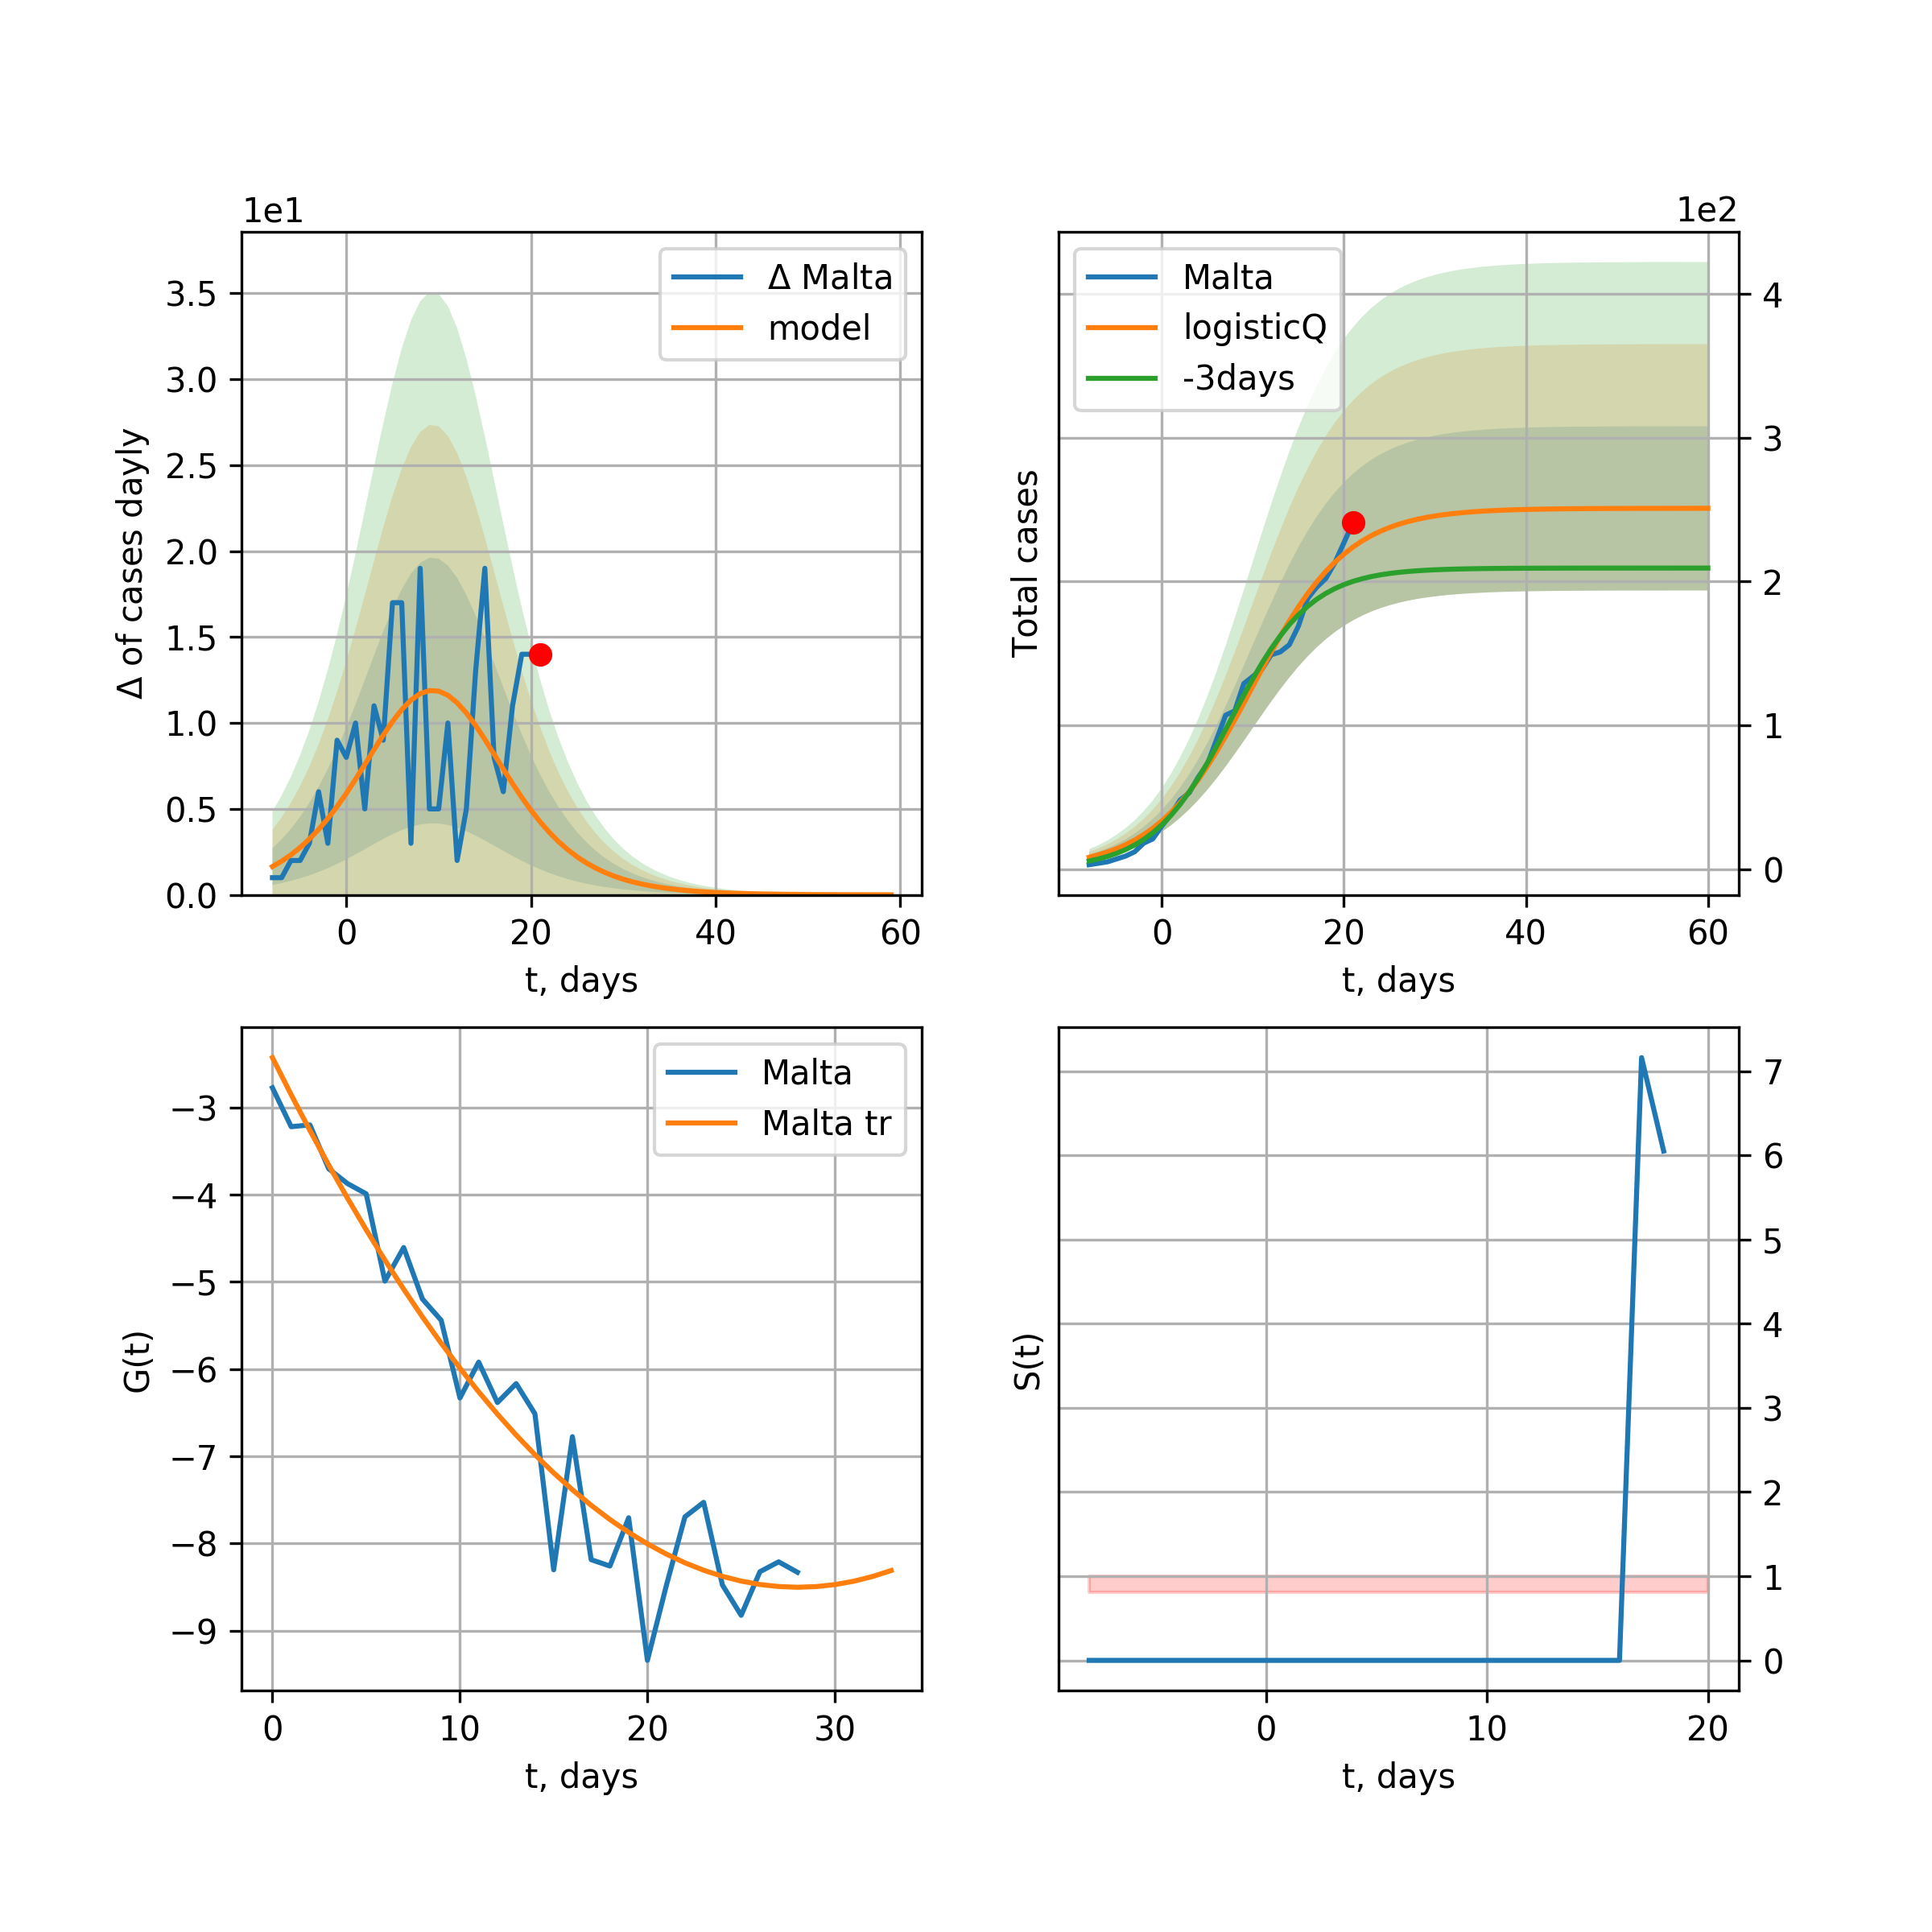 1e1
Δ of cases dayly
3.5
3.0
2.5
2.0
1.5
1.0
0.5
0.0
0 20 40 60
t, days
Δ Malta
model
1e2
Total cases
4
3
2
1
0
0 20 40 60
t, days
Malta
logisticQ
-3days
G(t)
−3
−4
−5
−6
−7
−8
−9
0 10 20 30
t, days
Malta
Malta tr
S(t)
7
6
5
4
3
2
1
0
0 10 20
t, days